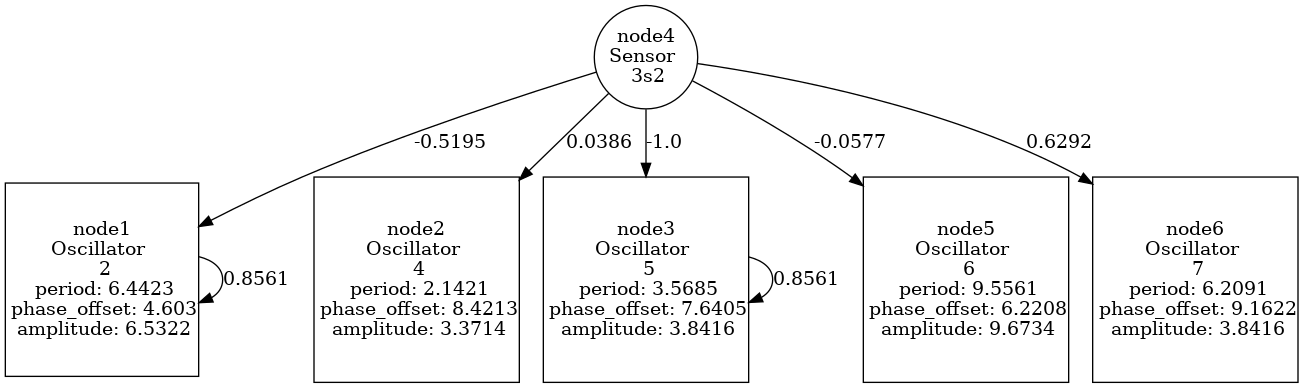 node4
Sensor
3s2
-0.5195
0.0386
-1.0
-0.0577
0.6292
node1
Oscillator
2
period: 6.4423
phase_offset: 4.603
amplitude: 6.5322
0.8561
node2
Oscillator
4
period: 2.1421
phase_offset: 8.4213
amplitude: 3.3714
node3
Oscillator
5
period: 3.5685
phase_offset: 7.6405
amplitude: 3.8416
0.8561
node5
Oscillator
6
period: 9.5561
phase_offset: 6.2208
amplitude: 9.6734
node6
Oscillator
7
period: 6.2091
phase_offset: 9.1622
amplitude: 3.8416